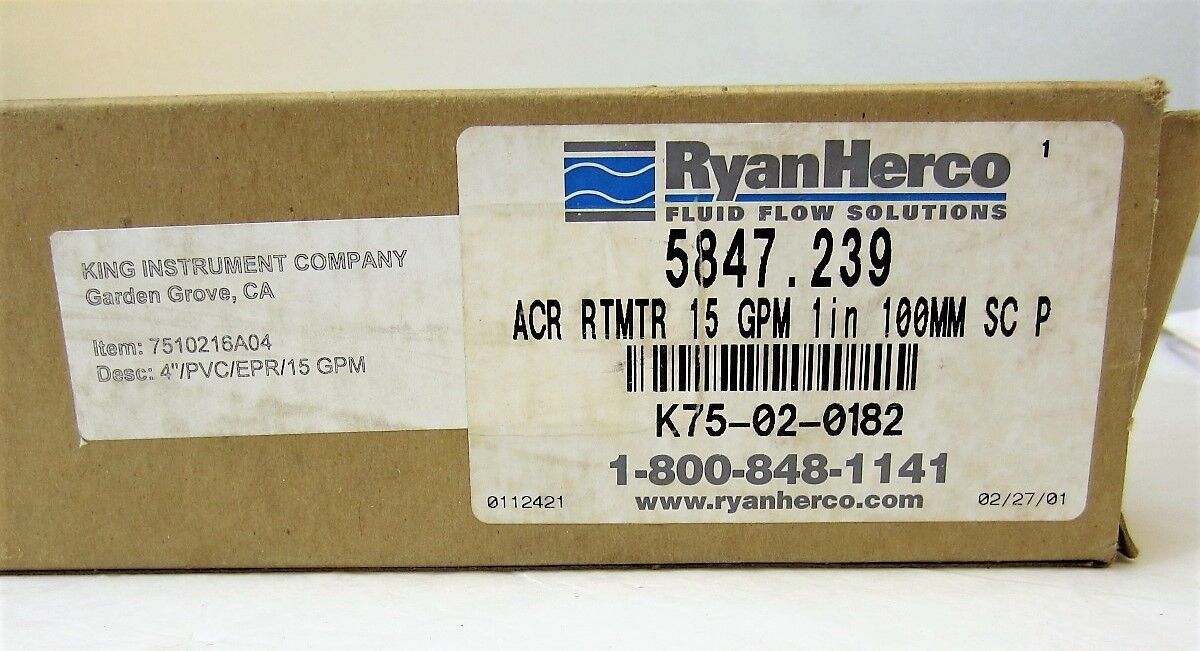 KING INSTRUMENT COMPANY
Garden Grove, CA
Item: 7510216A04
Desc: 4"/PVC/EPR/15 GPM
RyanHerco
1
FLUID FLOW SOLUTIONS
5847.239
ACR RTMTR 15 GPM 1in 100MM SC P
K75-02-0182
1-800-848-1141
0112421
www.ryanherco.com
02/27/01